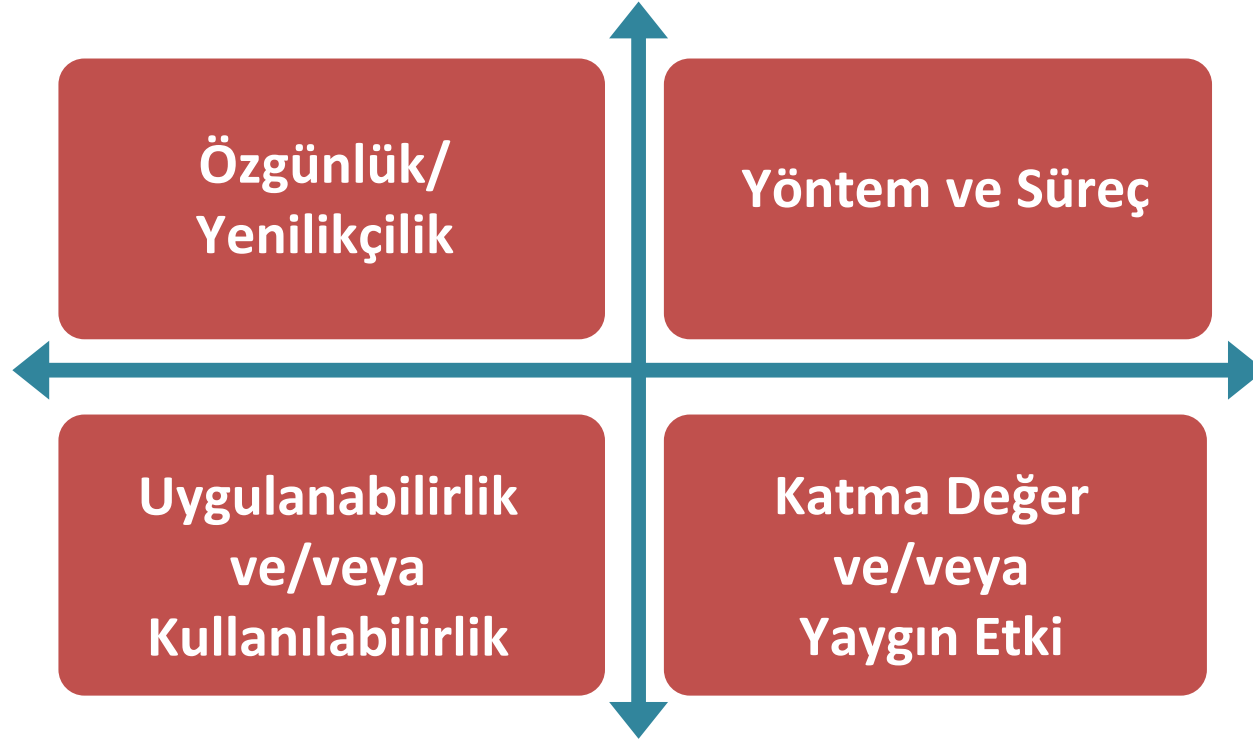 Özgünlük/
Yenilikçilik
Yöntem ve Süreç
Uygulanabilirlik
ve/veya
Kullanılabilirlik
Katma Değer
ve/veya
Yaygın Etki